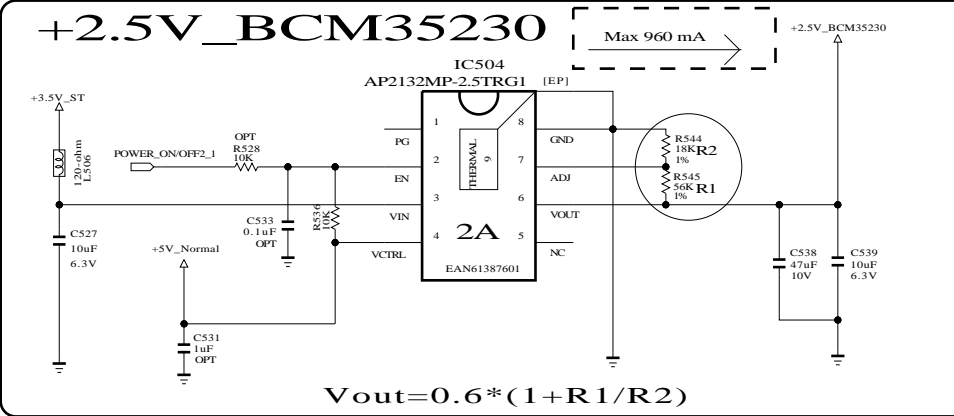 +2.5V_BCM35230
Max 960 mA
+2.5V_BCM35230
IC504
AP2132MP-2.5TRG1
[EP]
+3.5V_ST
120-ohm
L506
POWER_ON/OFF2_1
OPT
R528
10K
PG
1
8
GND
THERMAL
9
R544
18K
1%
R2
EN
2
7
ADJ
R545
56K
1%
R1
R536
10K
VIN
3
6
VOUT
C533
0.1uF
OPT
C527
10uF
6.3V
+5V_Normal
VCTRL
4
5
NC
2A
EAN61387601
C538
47uF
10V
C539
10uF
6.3V
C531
1uF
OPT
Vout=0.6*(1+R1/R2)